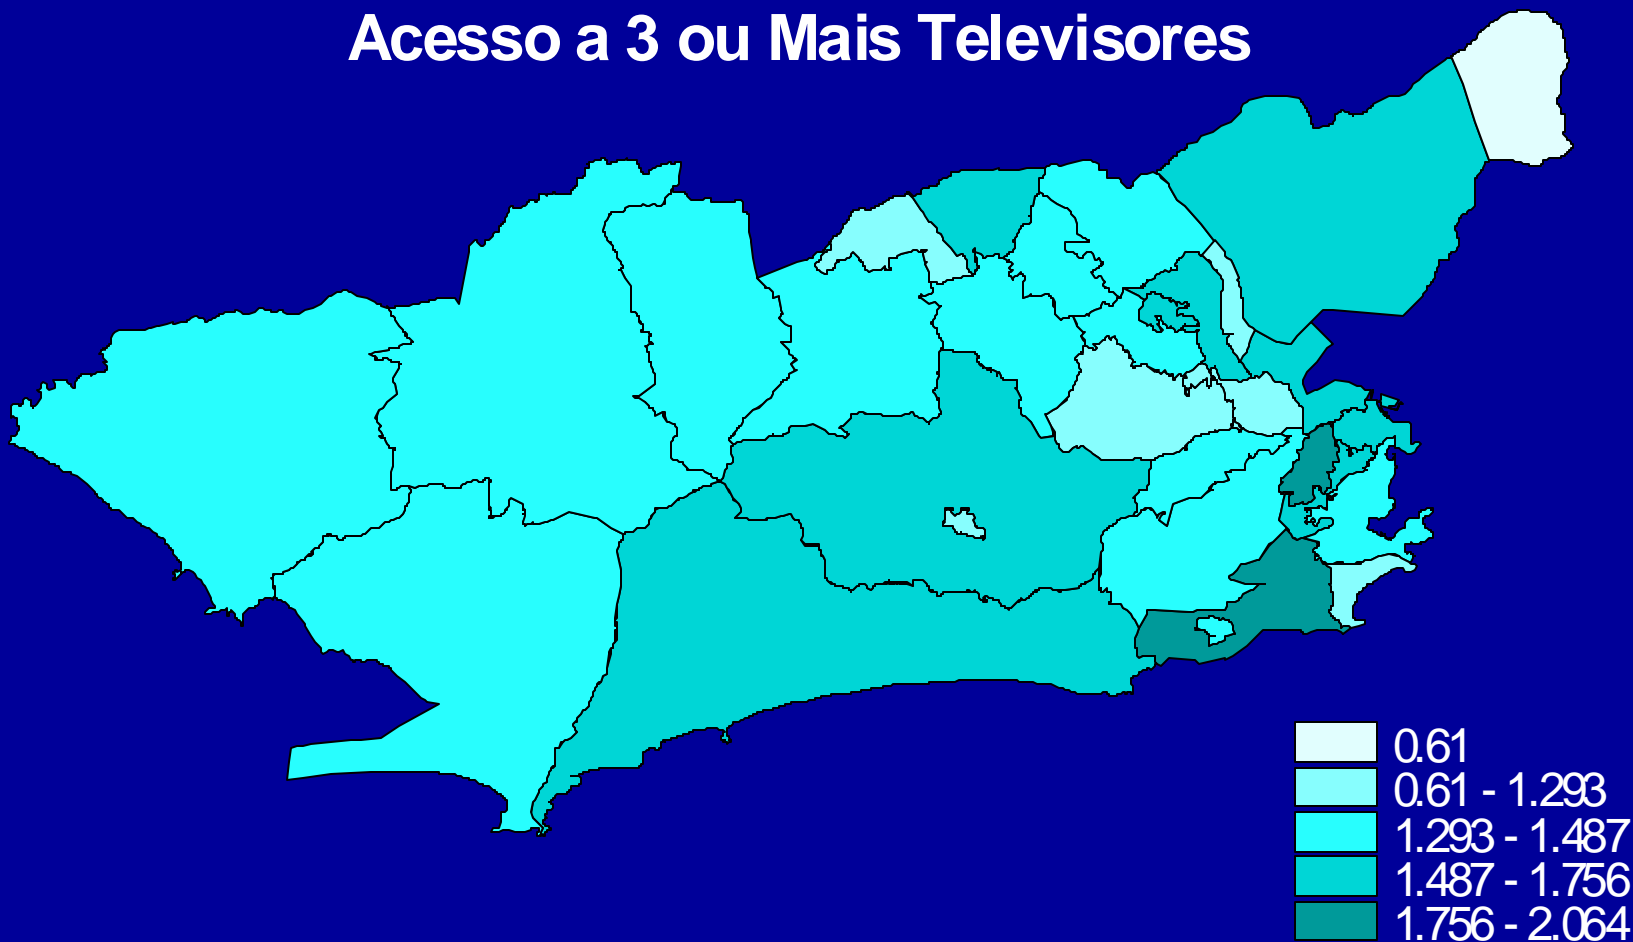 Acesso a 3 ou Mais Televisores
0.61
0.61 - 1.293
1.293 - 1.487
1.487 - 1.756
1.756 - 2.064